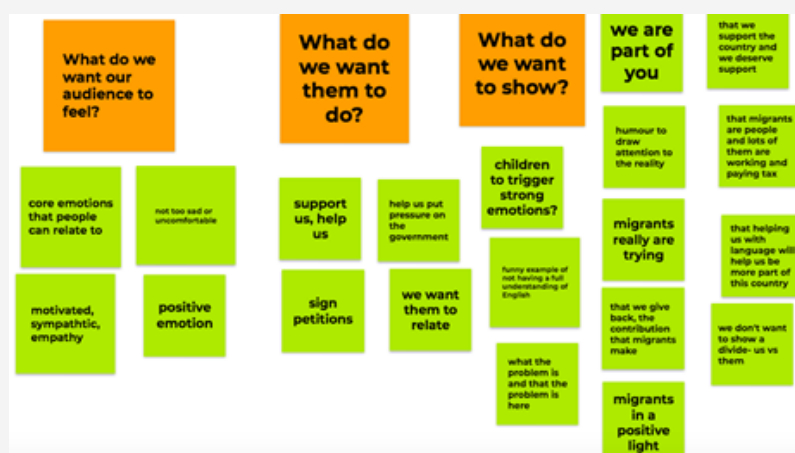 What do we
want our
audience to
feel?
core emotions
that people
can relate to
not too sad or
uncomfortable
motivated,
sympathtic,
empathy
positive
emotion
What do
we want
them to
do?
support
us, help
us
help us put
pressure on
the
government
sign
petitions
we want
them to
relate
What do
we want
to show?
children
to trigger
strong
emotions?
funny example of
not having a full
understanding of
English
what the
problem is
and that the
problem is
here
we are
part of
you
humour to
draw
attention to
the reality
migrants
really are
trying
that we give
back, the
contribution
that migrants
make
migrants
in a
positive
light
that we
support the
country and
we deserve
support
that migrants
are people
and lots of
them are
working and
paying tax
that helping
us with
language will
help us be
more part of
this country
we don't want
to show a
divide- us vs
them